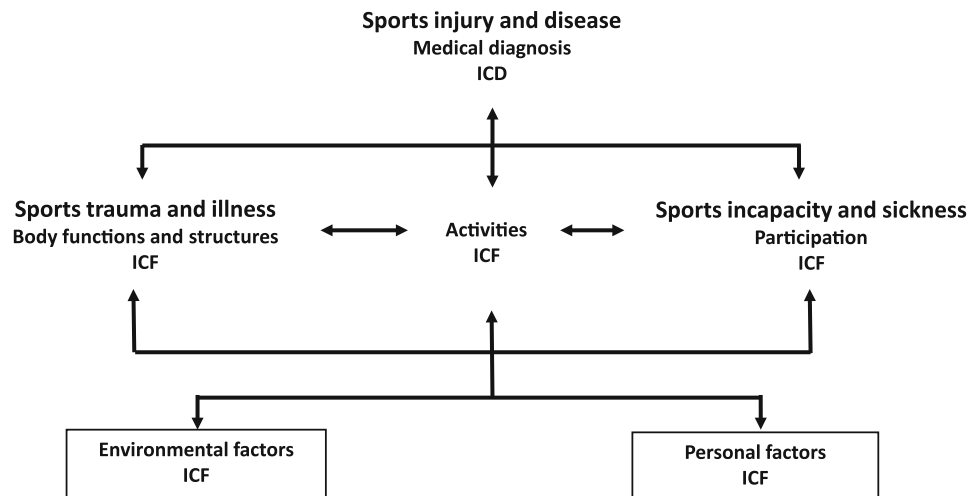 Sports injury and disease
Medical diagnosis
ICD
Sports trauma and illness
Body functions and structures
ICF
Activities
ICF
Sports incapacity and sickness
Participation
ICF
Environmental factors
ICF
Personal factors
ICF